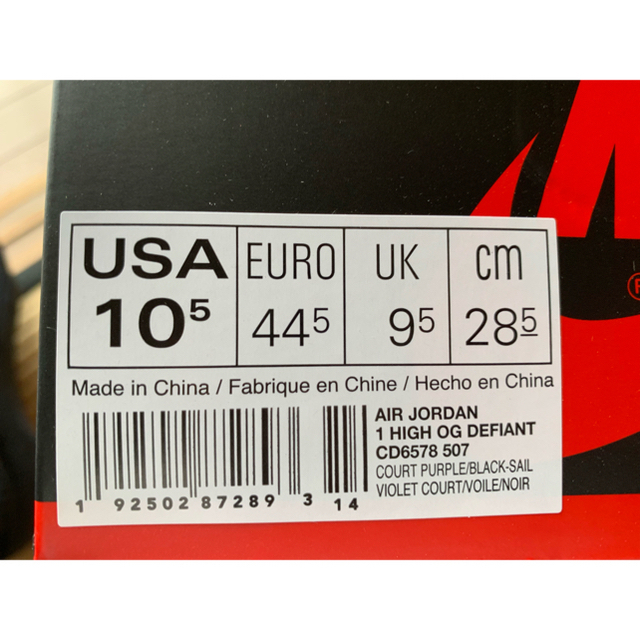 USA EURO UK cm
10⁵ 44⁵ 9⁵ 28⁵
Made in China / Fabrique en Chine / Hecho en China
AIR JORDAN
1 HIGH OG DEFIANT
CD6578 507
COURT PURPLE/BLACK-SAIL
VIOLET COURT/VOILE/NOIR
1 92502 87289 3 14
®